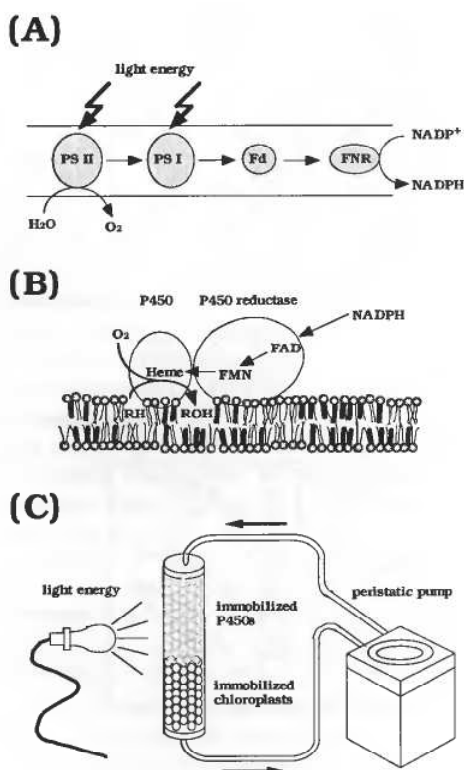 (A)
light energy
PS II
PS I
Fd
FNR
NADP+
NADPH
H2O
O2
(B)
P450
P450 reductase
O2
NADPH
FAD
Heme
FMN
RH
ROH
(C)
light energy
peristatic pump
immobilized
P450s
immobilized
chloroplasts